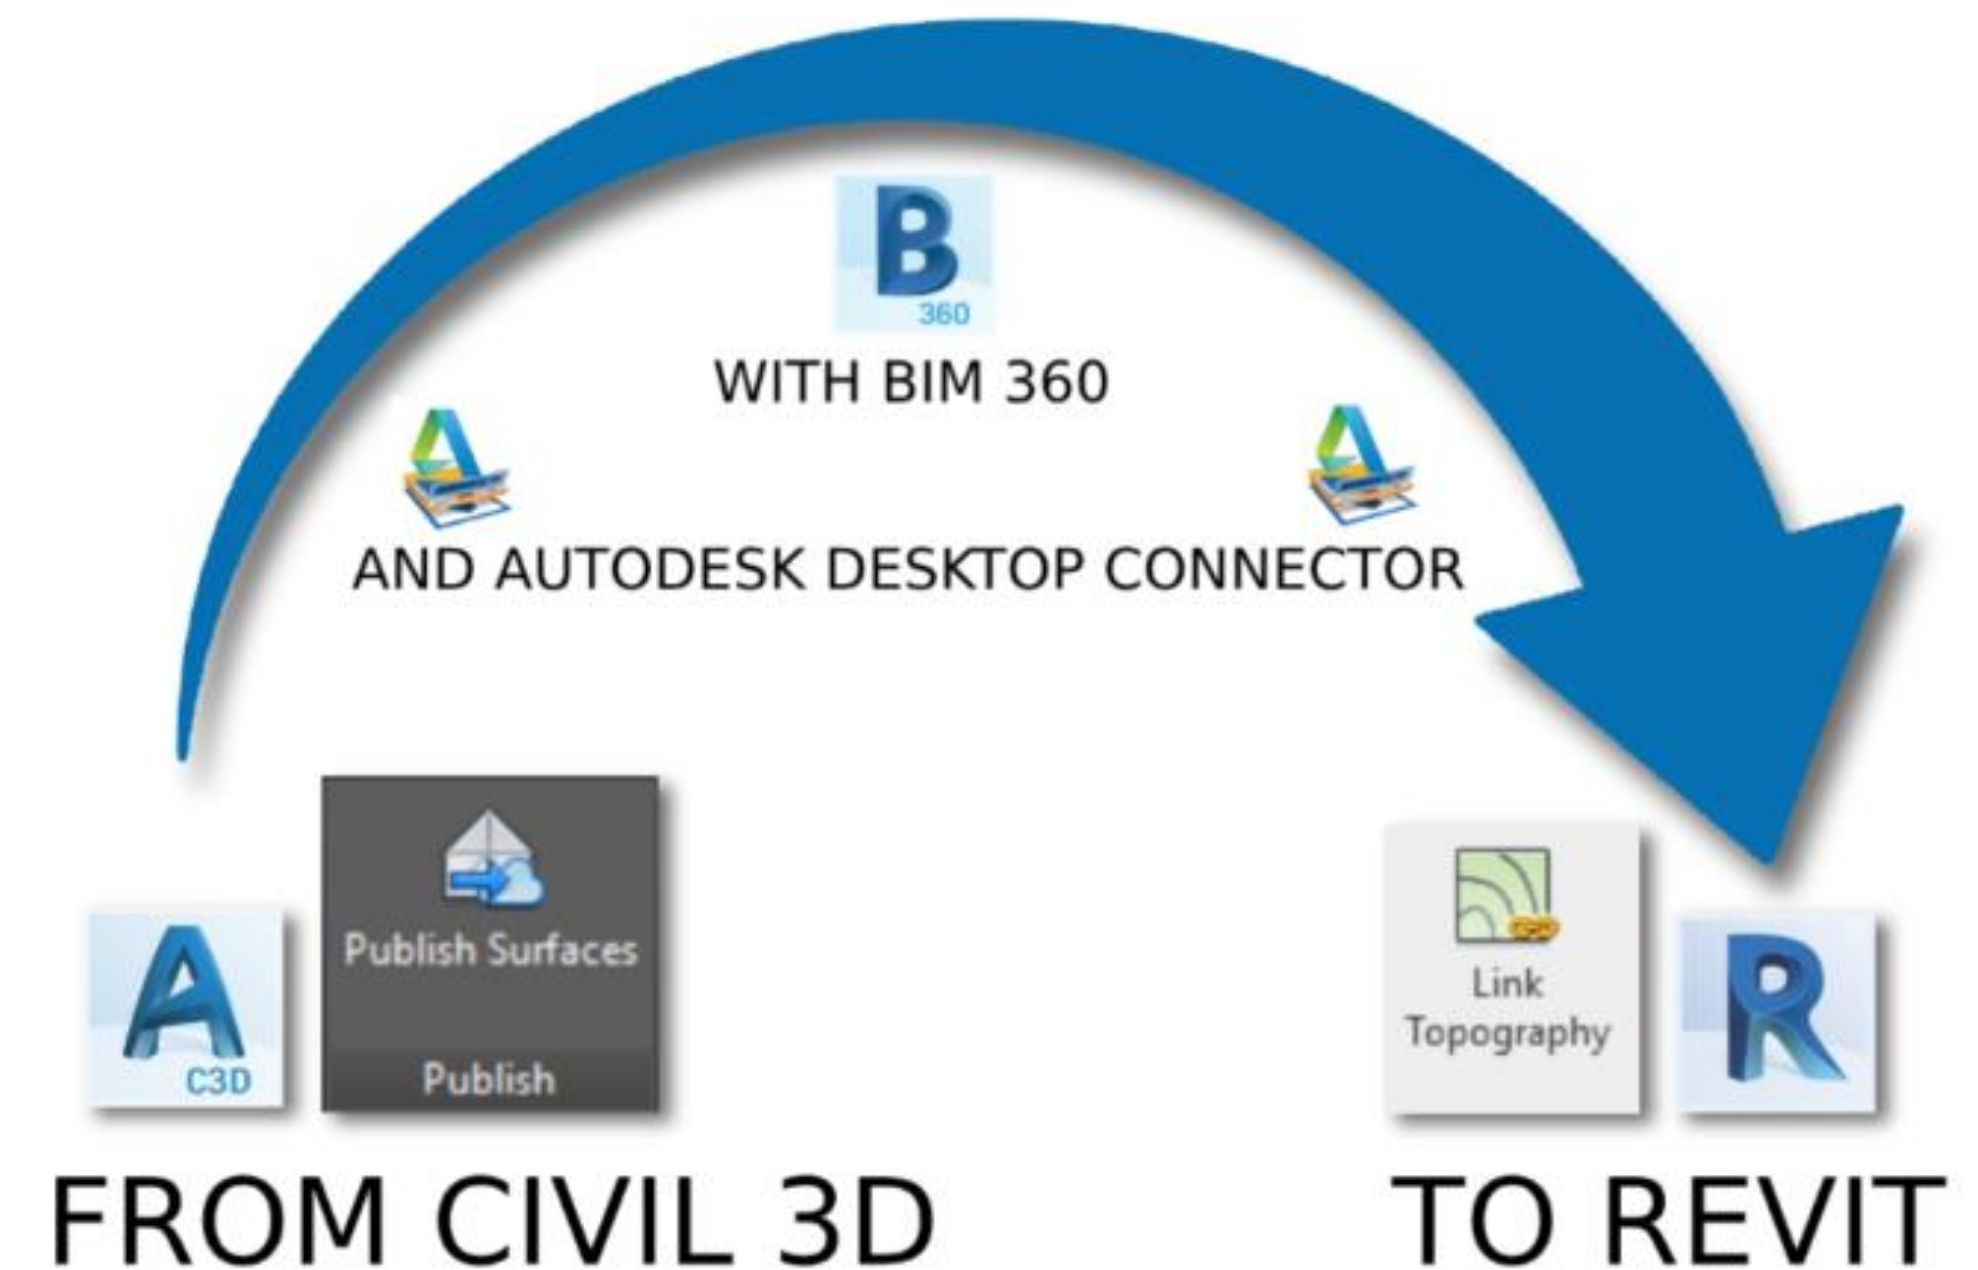 B
360
WITH BIM 360
AND AUTODESK DESKTOP CONNECTOR
Publish Surfaces
Publish
C3D
Link
Topography
R
FROM CIVIL 3D
TO REVIT